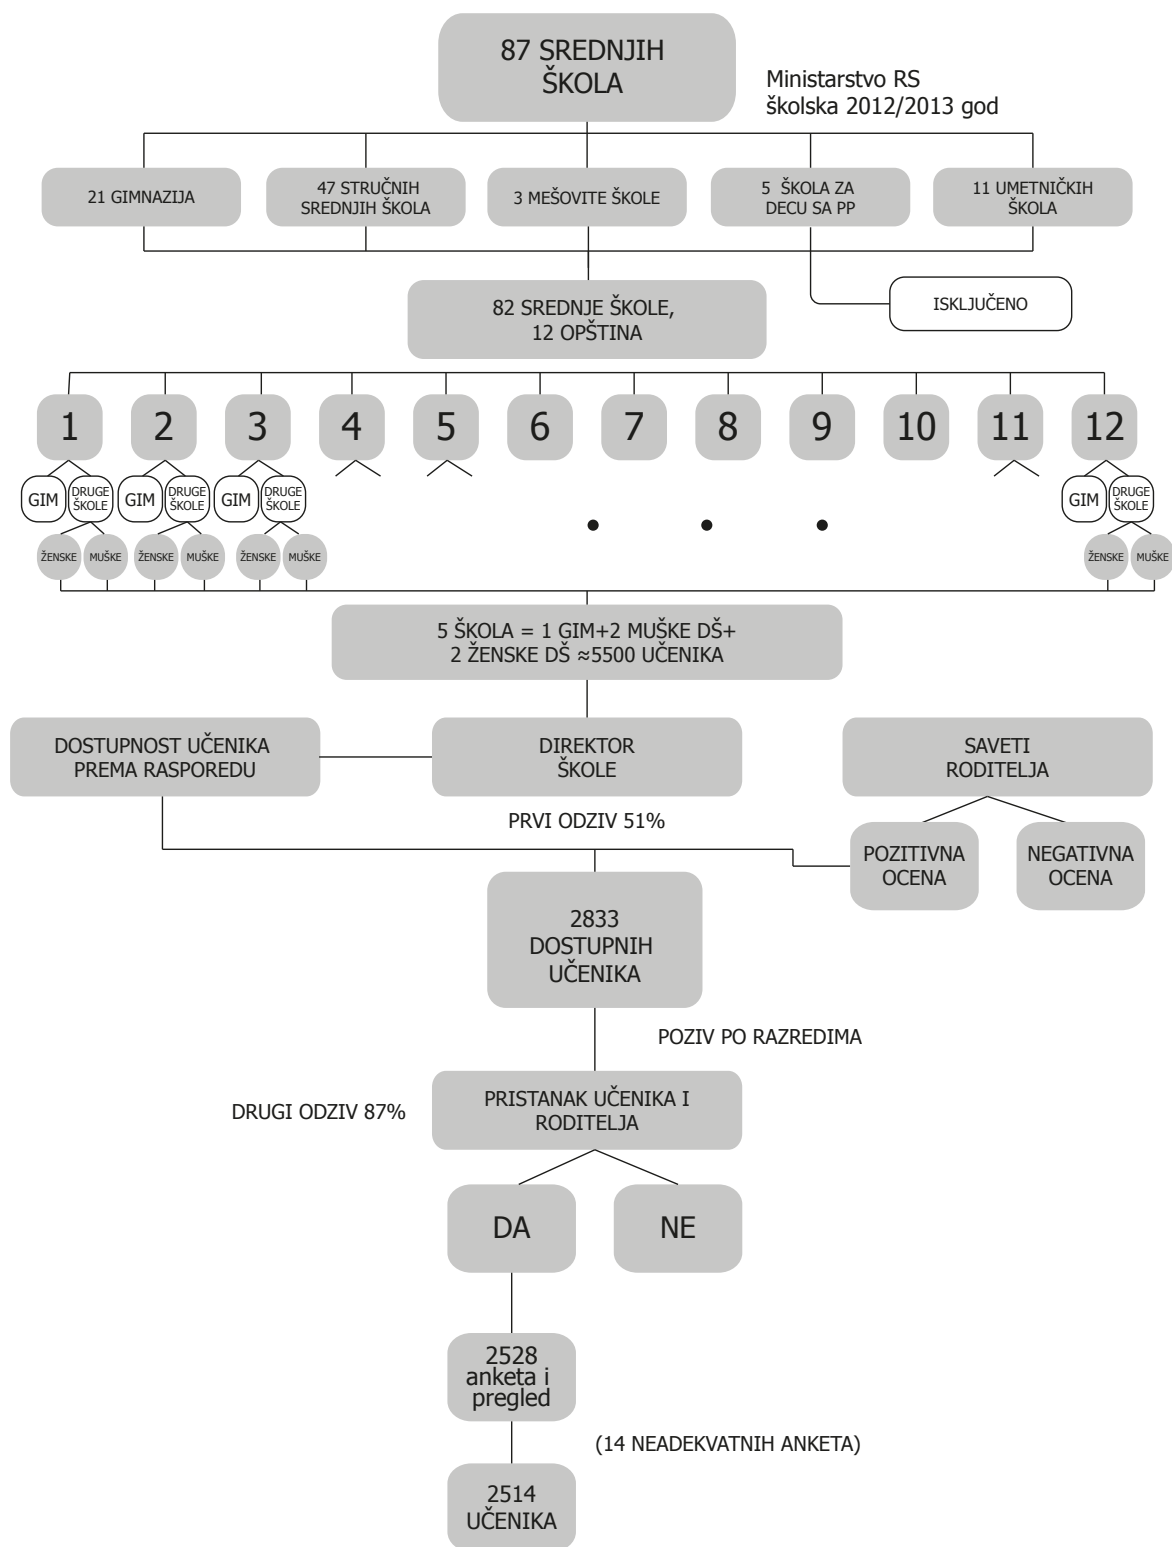 87 SREDNJIH
ŠKOLA
Ministarstvo RS
školska 2012/2013 god
21 GIMNAZIJA
47 STRUČNIH
SREDNJIH ŠKOLA
3 MEŠOVITE ŠKOLE
5 ŠKOLA ZA
DECU SA PP
11 UMETNIČKIH
ŠKOLA
82 SREDNJE ŠKOLE,
12 OPŠTINA
ISKLJUČENO
1
2
3
4
5
6
7
8
9
10
11
12
GIM
DRUGE
ŠKOLE
GIM
DRUGE
ŠKOLE
GIM
DRUGE
ŠKOLE
GIM
DRUGE
ŠKOLE
ŽENSKE
MUŠKE
ŽENSKE
MUŠKE
ŽENSKE
MUŠKE
ŽENSKE
MUŠKE
5 ŠKOLA = 1 GIM+2 MUŠKE DŠ+
2 ŽENSKE DŠ ≈5500 UČENIKA
DOSTUPNOST UČENIKA
PREMA RASPOREDU
DIREKTOR
ŠKOLE
SAVETI
RODITELJA
PRVI ODZIV 51%
POZITIVNA
OCENA
NEGATIVNA
OCENA
2833
DOSTUPNIH
UČENIKA
POZIV PO RAZREDIMA
DRUGI ODZIV 87%
PRISTANAK UČENIKA I
RODITELJA
DA
NE
2528
anketa i
pregled
(14 NEADEKVATNIH ANKETA)
2514
UČENIKA